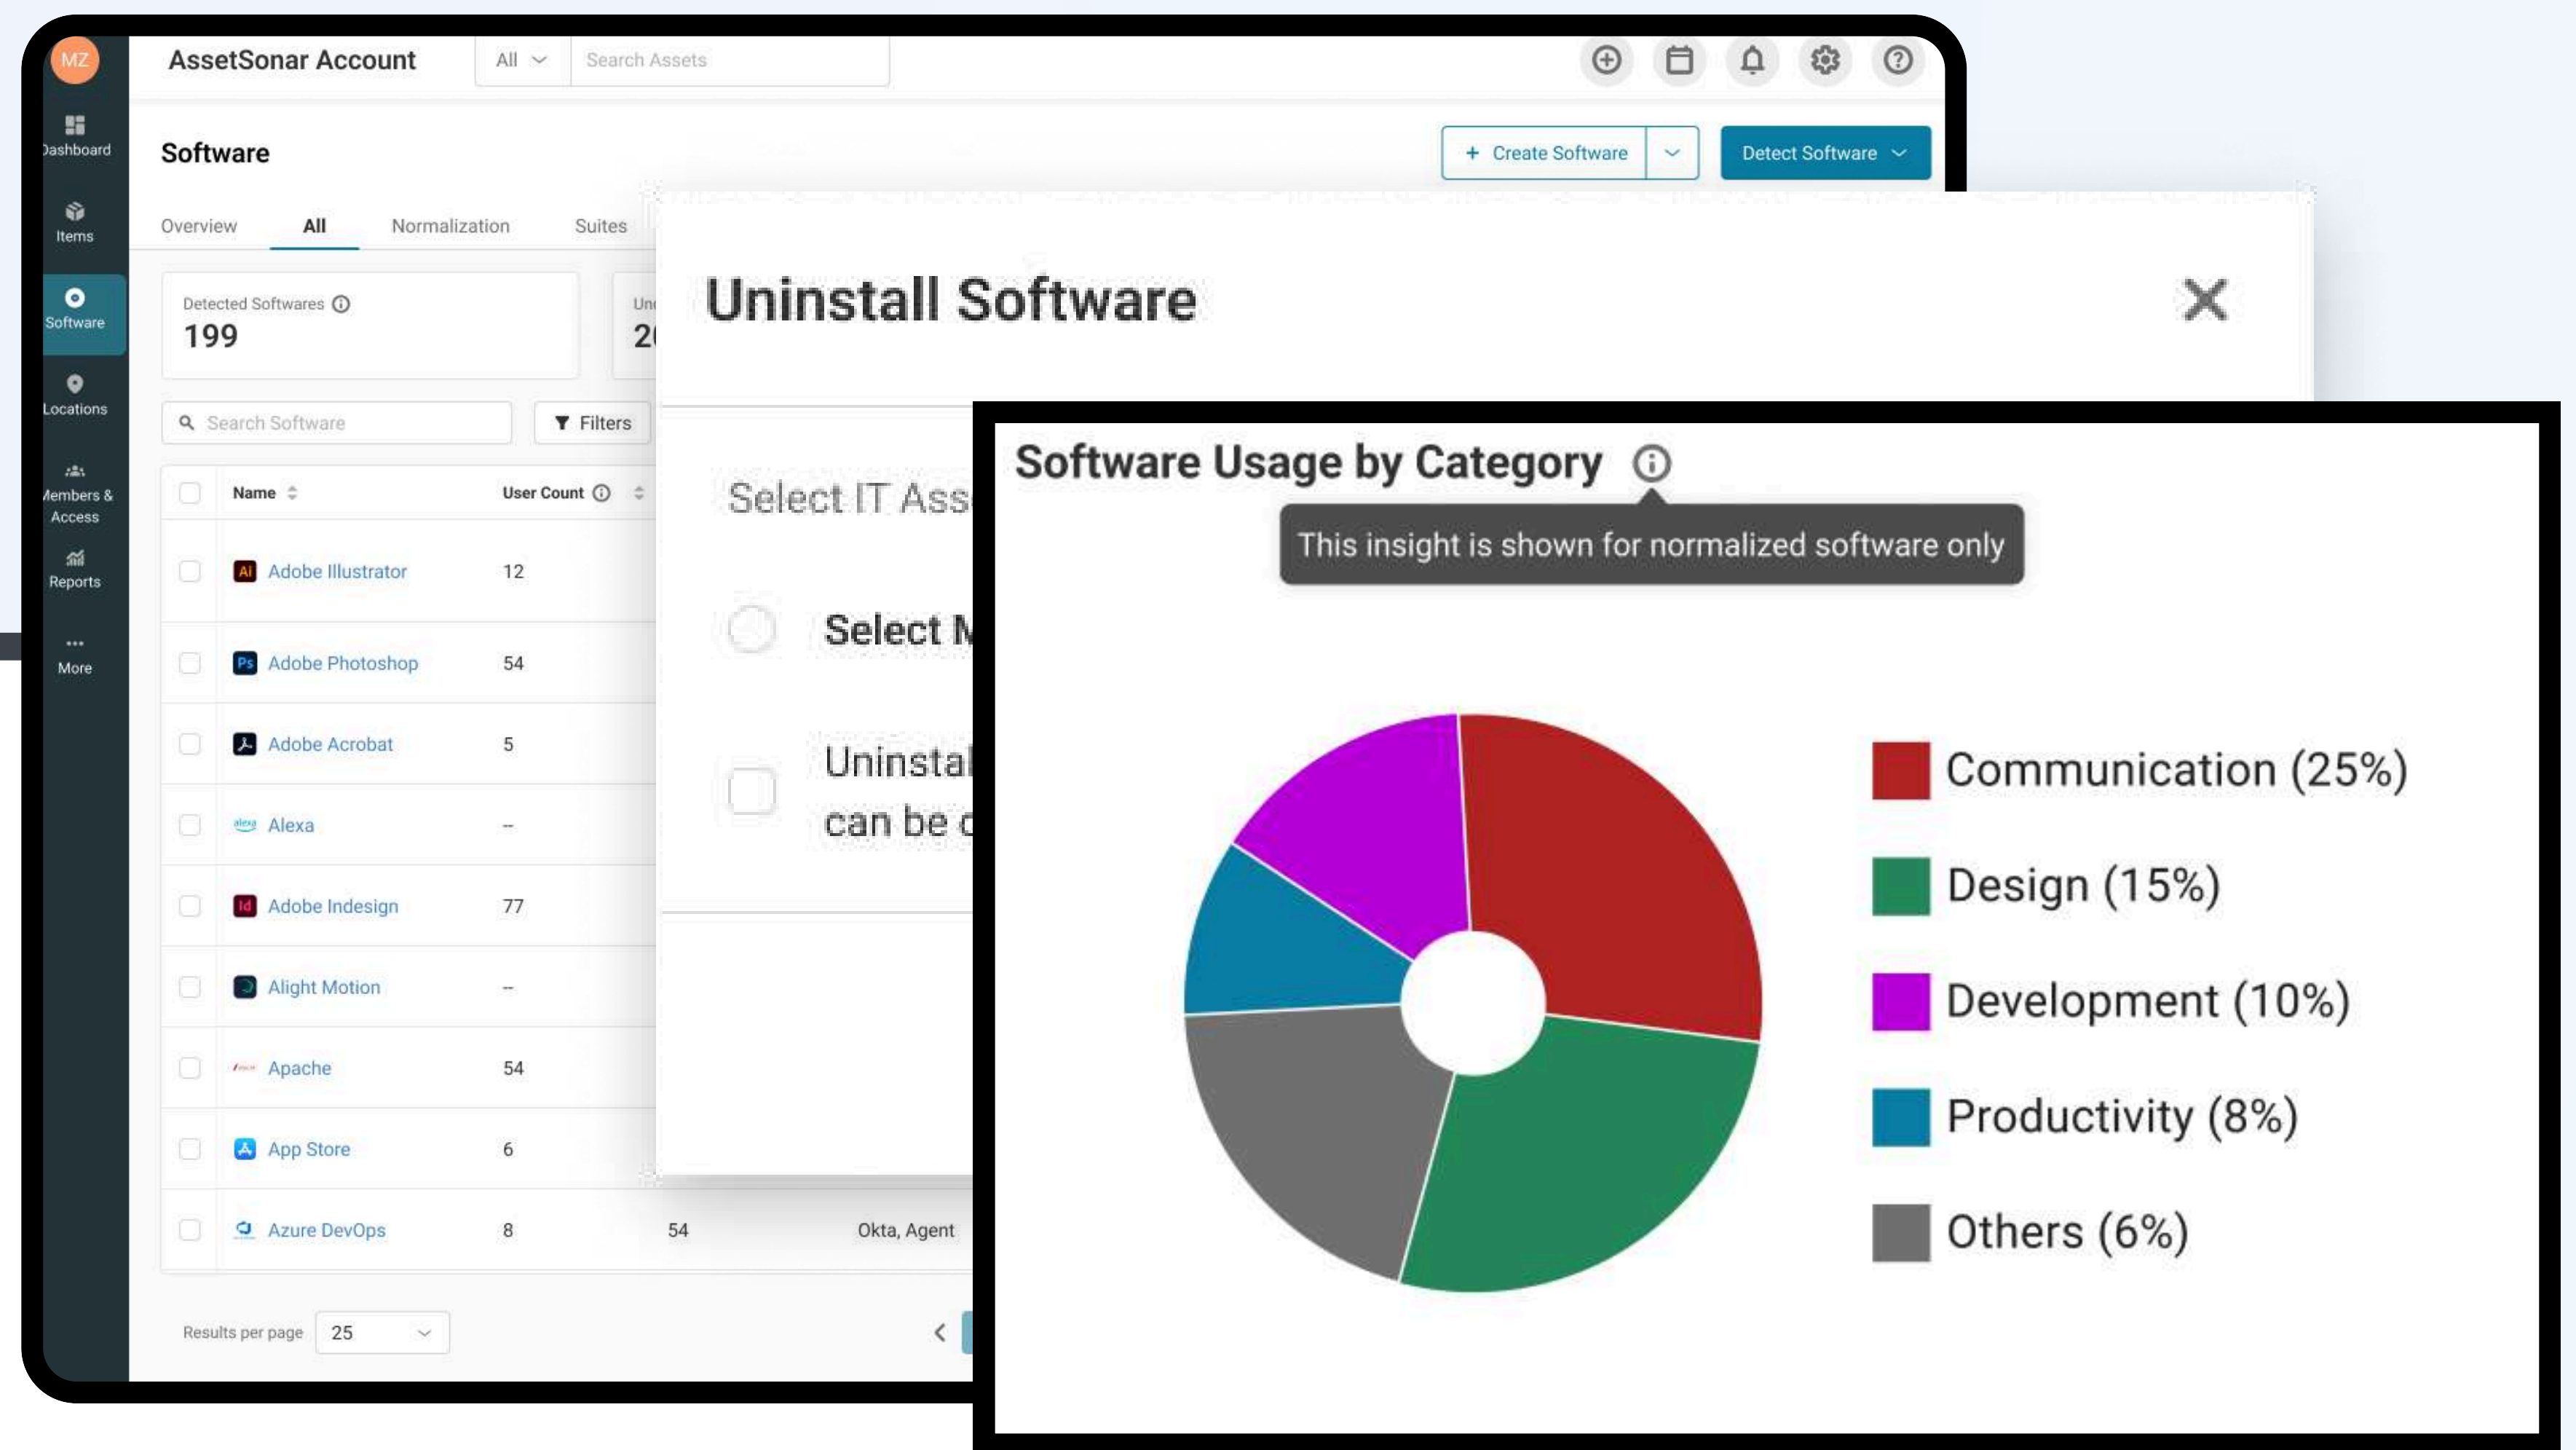 MZ
AssetSonar Account
All
Search Assets
Dashboard
Items
Software
Locations
Members &
Access
Reports
More
Software
+ Create Software
Detect Software
Overview
All
Normalization
Suites
Detected Softwares
199
Search Software
Filters
Name
User Count
Ai Adobe Illustrator 12
Ps Adobe Photoshop 54
Adobe Acrobat 5
alexa Alexa --
Id Adobe Indesign 77
Alight Motion --
Apache 54
App Store 6
Azure DevOps 8 54 Okta, Agent
Results per page 25
Uninstall Software
Select IT Ass
Select M
Uninstal
can be
Software Usage by Category
This insight is shown for normalized software only
Communication (25%)
Design (15%)
Development (10%)
Productivity (8%)
Others (6%)